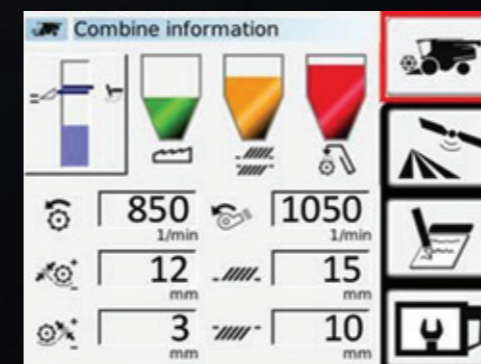 Combine information
850 1050
1/min 1/min
12 15
mm mm
3 10
mm mm